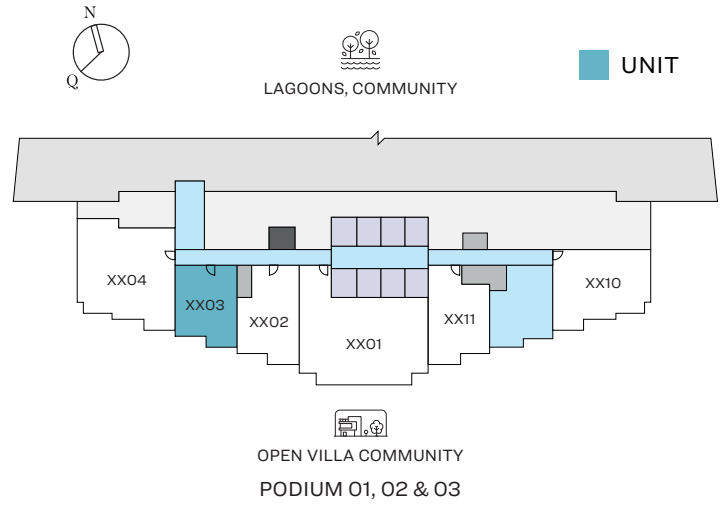 N
Q
LAGOONS, COMMUNITY
UNIT
XX04
XX03
XX02
XX01
XX11
XX10
OPEN VILLA COMMUNITY
PODIUM 01, 02 & 03